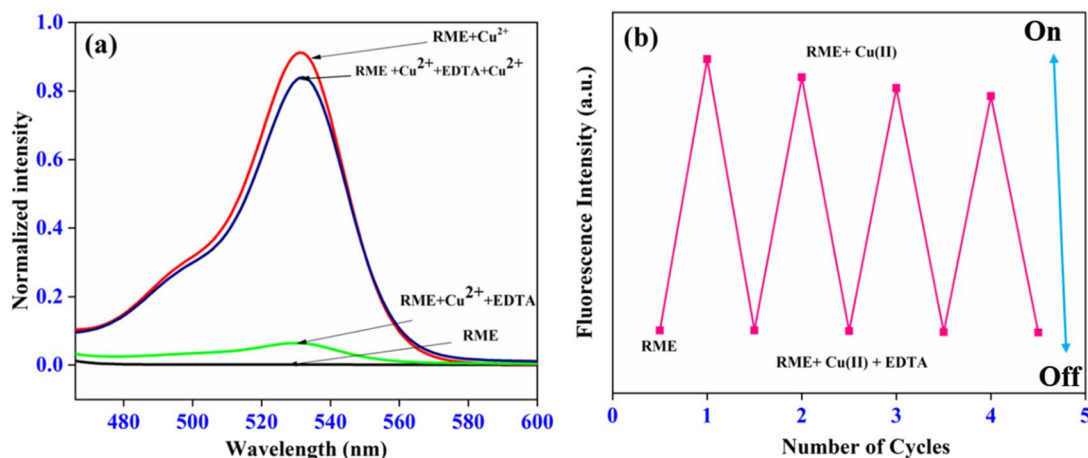 (a)
RME+Cu²⁺
RME +Cu²⁺+EDTA+Cu²⁺
RME+Cu²⁺+EDTA
RME
Normalized intensity
1.0
0.8
0.6
0.4
0.2
0.0
480 500 520 540 560 580 600
Wavelength (nm)
(b)
RME+ Cu(II)
On
RME
RME+ Cu(II) + EDTA
Off
Fluorescence Intensity (a.u.)
0 1 2 3 4 5
Number of Cycles